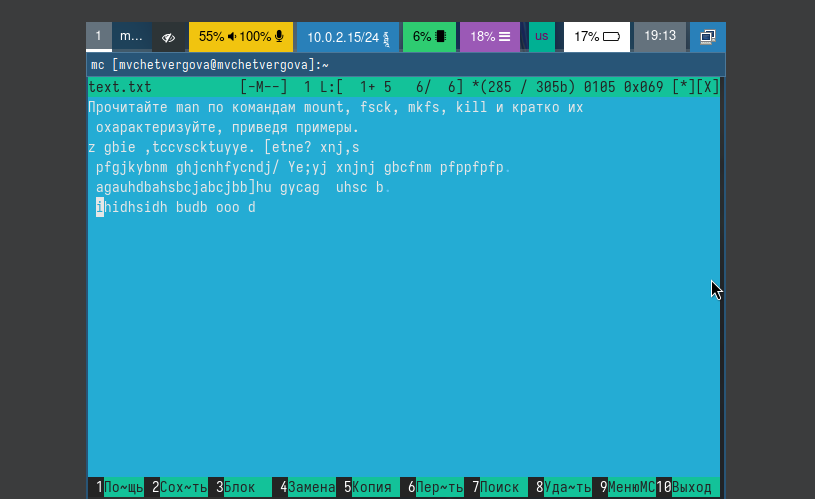 1 m... 55% 100% 10.0.2.15/24 6% 18% us 17% 19:13
mc [mvchetvergova@mvchetvergova]:~
text.txt [-M--] 1 L:[ 1+ 5 6/ 6] *(285 / 305b) 0105 0x069 [*][X]
Прочитайте man по командам mount, fsck, mkfs, kill и кратко их
охарактеризуйте, приведя примеры.
z gbie ,tccvscktuyye. [etne? xnj,s
pfgjkybnm ghjcnhfycndj/ Ye;yj xnjnj gbcfnm pfppfpfp.
agauhdbahsbcjabcjbb]hu gycag uhsc b.
ihidhsidh budb ooo d
1По~щь 2Сох~ть 3Блок 4Замена 5Копия 6Пер~ть 7Поиск 8Уда~ть 9МенюMC 10Выход